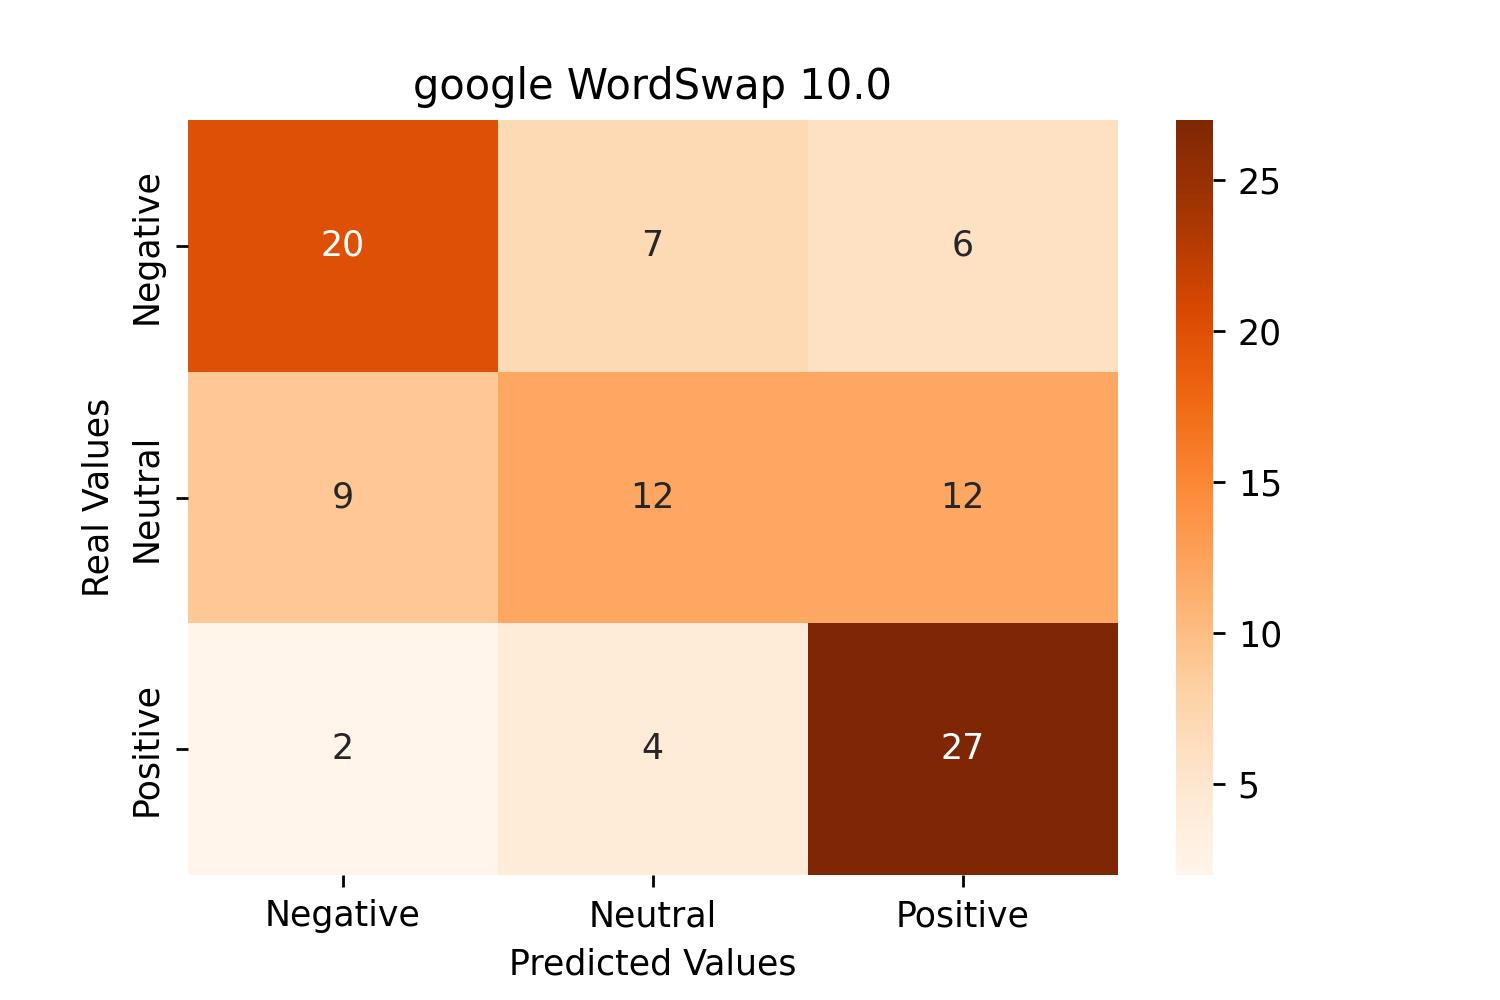 google WordSwap 10.0
Negative
20 7 6
Neutral
9 12 12
Positive
2 4 27
Real Values
Negative Neutral Positive
Predicted Values
25
20
15
10
5